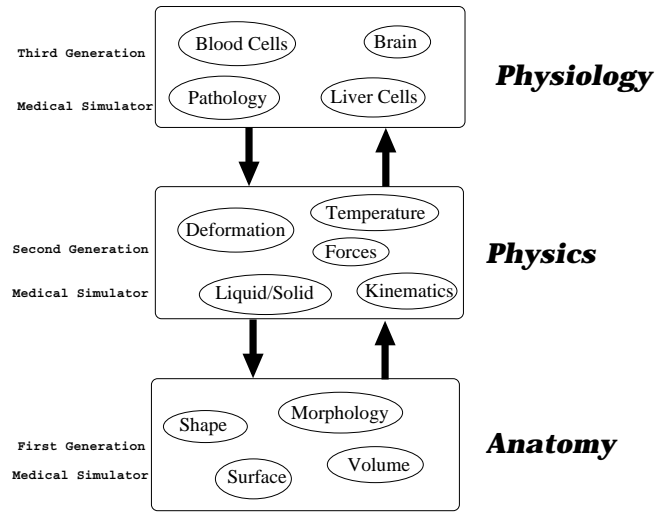 Third Generation
Medical Simulator
Blood Cells
Brain
Pathology
Liver Cells
Physiology
Second Generation
Medical Simulator
Temperature
Deformation
Forces
Liquid/Solid
Kinematics
Physics
First Generation
Medical Simulator
Morphology
Shape
Volume
Surface
Anatomy